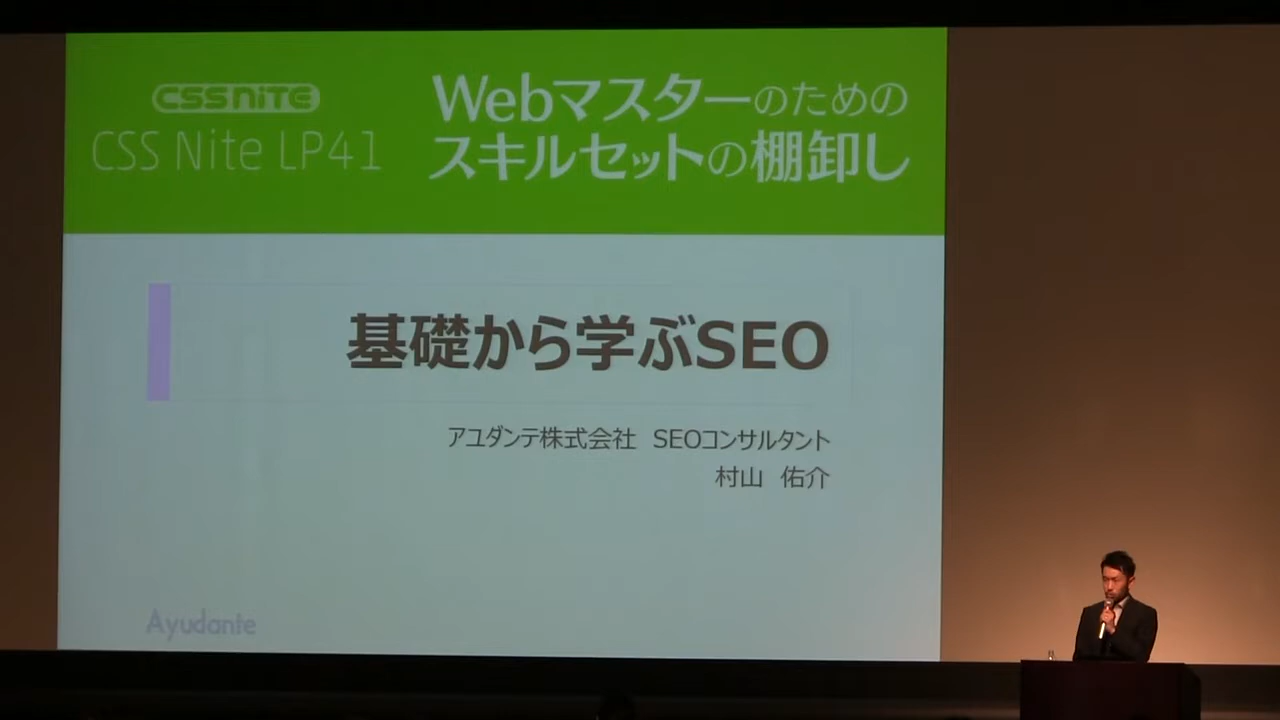 CSS NITE
CSS Nite LP41
Webマスターのための
スキルセットの棚卸し
基礎から学ぶSEO
アユダンテ株式会社　SEOコンサルタント
村山　佑介
Ayudante